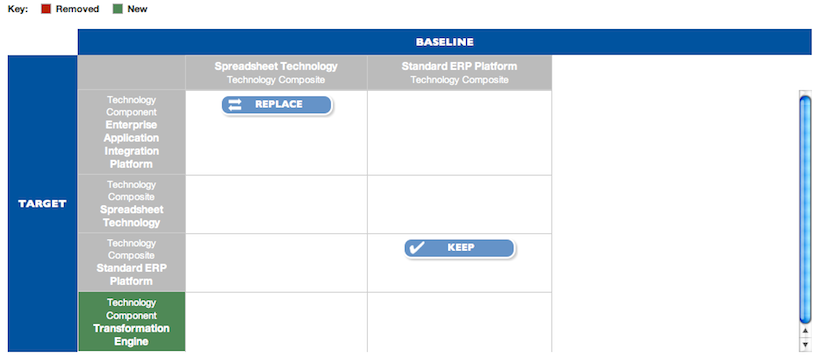 Key: Removed New
BASELINE
Spreadsheet Technology Standard ERP Platform
Technology Composite Technology Composite
TARGET
Technology
Component
Enterprise
Application
Integration
Platform
REPLACE
Technology
Composite
Spreadsheet
Technology
Technology
Composite
Standard ERP
Platform
KEEP
Technology
Component
Transformation
Engine